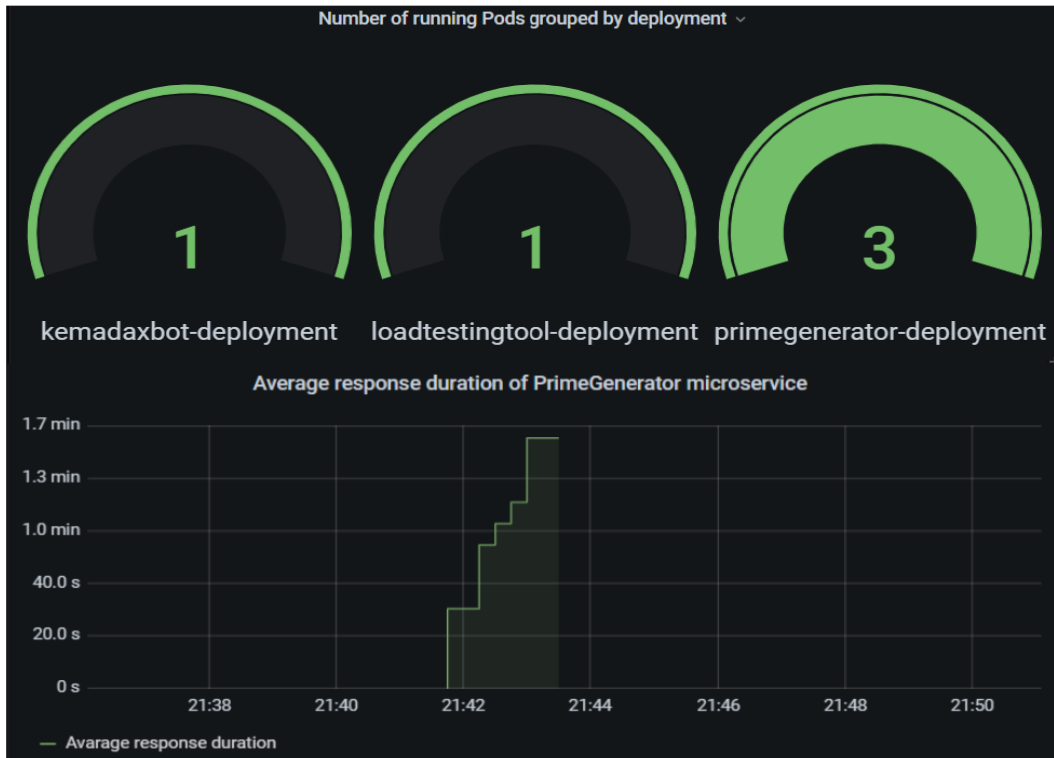 Number of running Pods grouped by deployment
1 1 3
kemadaxbot-deployment loadtestingtool-deployment primegenerator-deployment
Average response duration of PrimeGenerator microservice
1.7 min
1.3 min
1.0 min
40.0 s
20.0 s
0 s
21:38 21:40 21:42 21:44 21:46 21:48 21:50
Avarage response duration